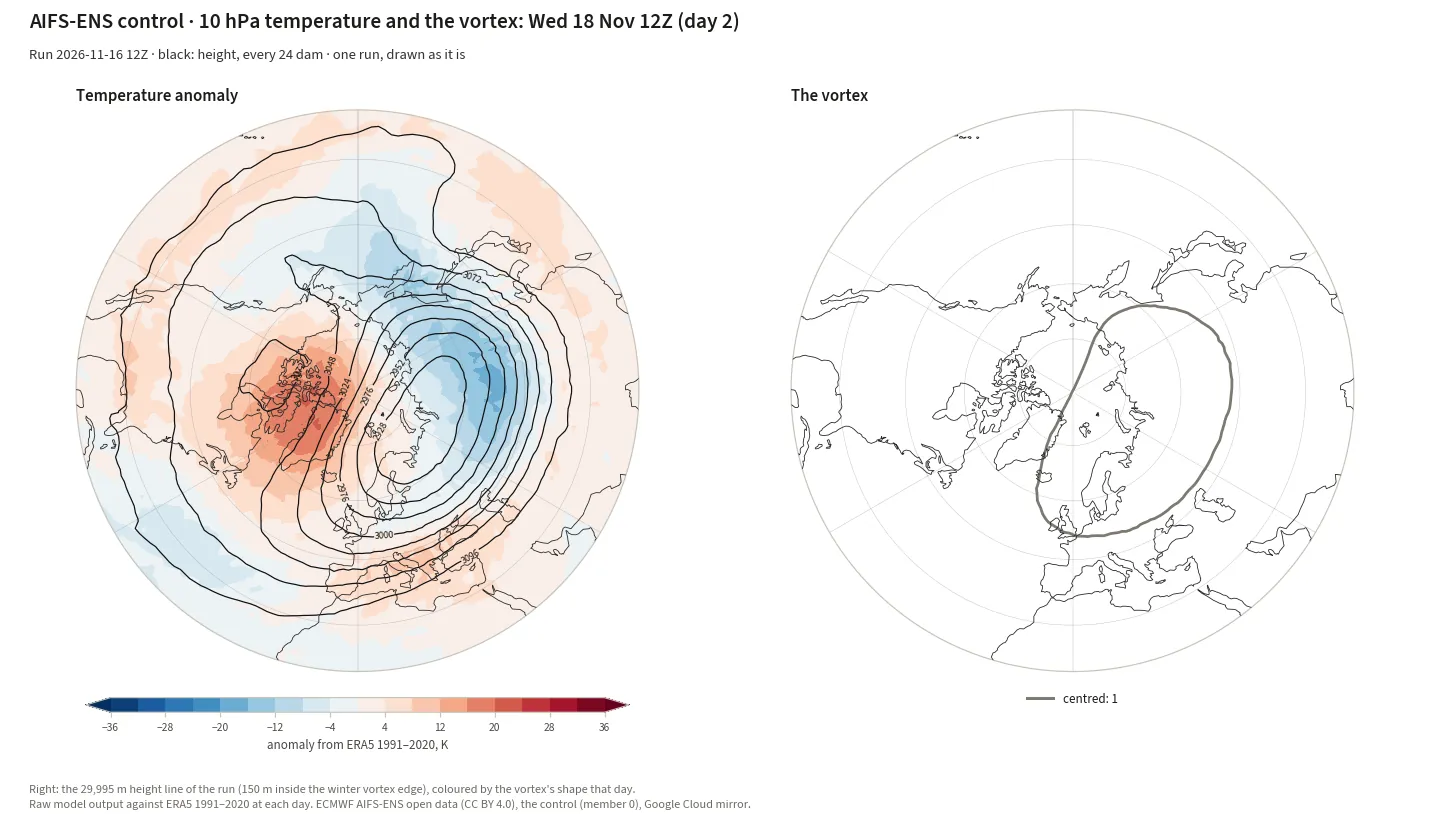 AIFS-ENS control · 10 hPa temperature and the vortex: Wed 18 Nov 12Z (day 2)
Run 2026-11-16 12Z · black: height, every 24 dam · one run, drawn as it is
Temperature anomaly
The vortex
3072
3048
3024
2952
2976
2928
2976
3000
3096
−36 −28 −20 −12 −4 4 12 20 28 36
anomaly from ERA5 1991–2020, K
centred: 1
Right: the 29,995 m height line of the run (150 m inside the winter vortex edge), coloured by the vortex's shape that day.
Raw model output against ERA5 1991–2020 at each day. ECMWF AIFS-ENS open data (CC BY 4.0), the control (member 0), Google Cloud mirror.